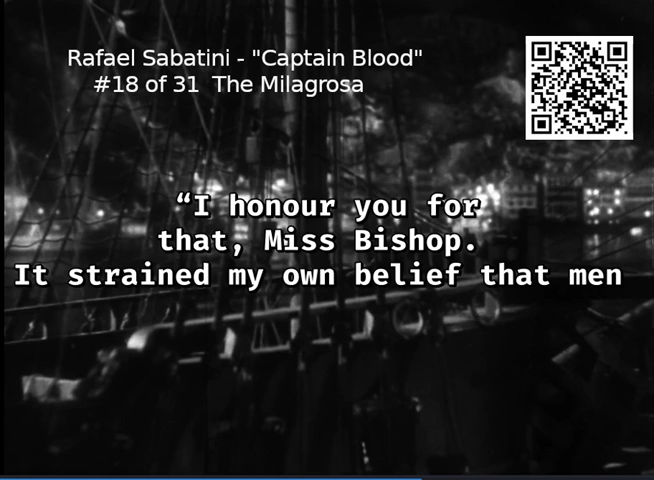 Rafael Sabatini - "Captain Blood"
#18 of 31  The Milagrosa
“I honour you for
that, Miss Bishop.
It strained my own belief that men